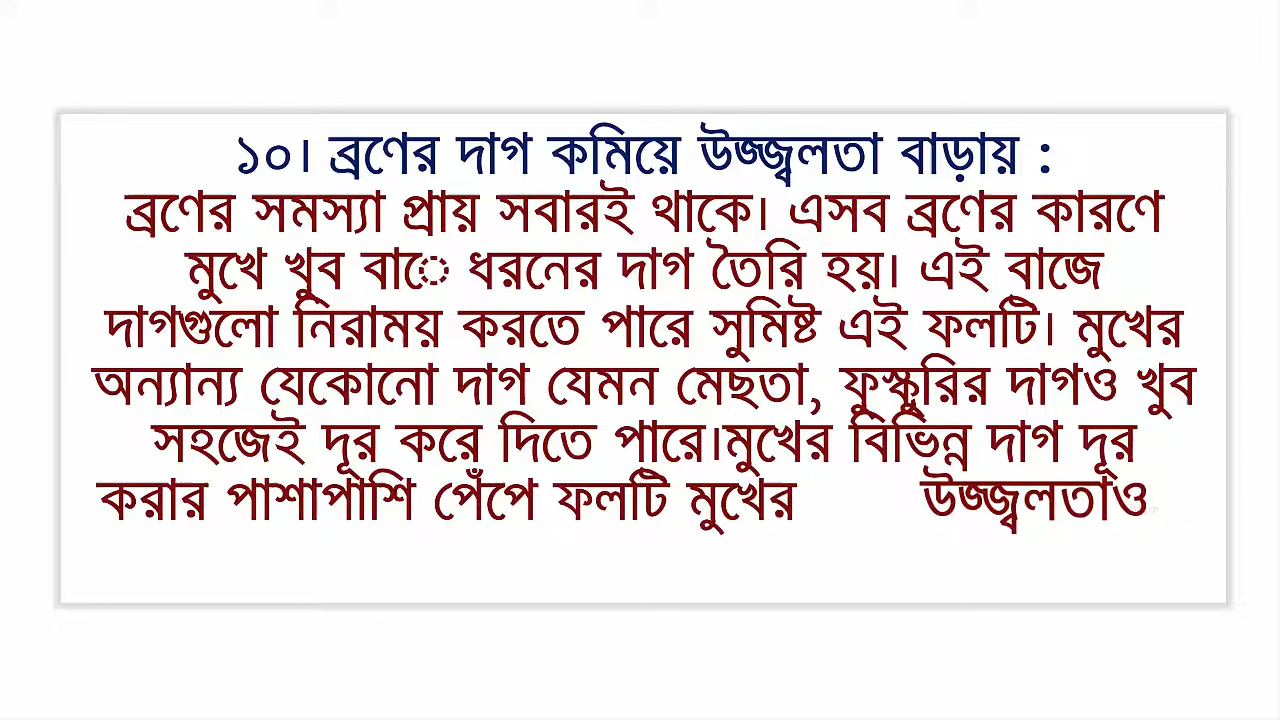 ১০। ব্রণের দাগ কমিয়ে উজ্জ্বলতা বাড়ায় :
ব্রণের সমস্যা প্রায় সবারই থাকে। এসব ব্রণের কারণে
মুখে খুব বাে ধরনের দাগ তৈরি হয়। এই বাজে
দাগগুলো নিরাময় করতে পারে সুমিষ্ট এই ফলটি। মুখের
অন্যান্য যেকোনো দাগ যেমন মেছতা, ফুস্কুরির দাগও খুব
সহজেই দূর করে দিতে পারে।মুখের বিভিন্ন দাগ দূর
করার পাশাপাশি পেঁপে ফলটি মুখের উজ্জ্বলতাও